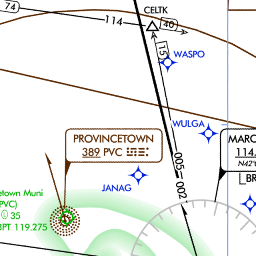 74
CELTK
114
40
15
WASPO
WULGA
PROVINCETOWN
389 PVC
MARC
114.
N42°
BR
005
002
JANAG
etown Muni
PVC)
35
BPT 119.275